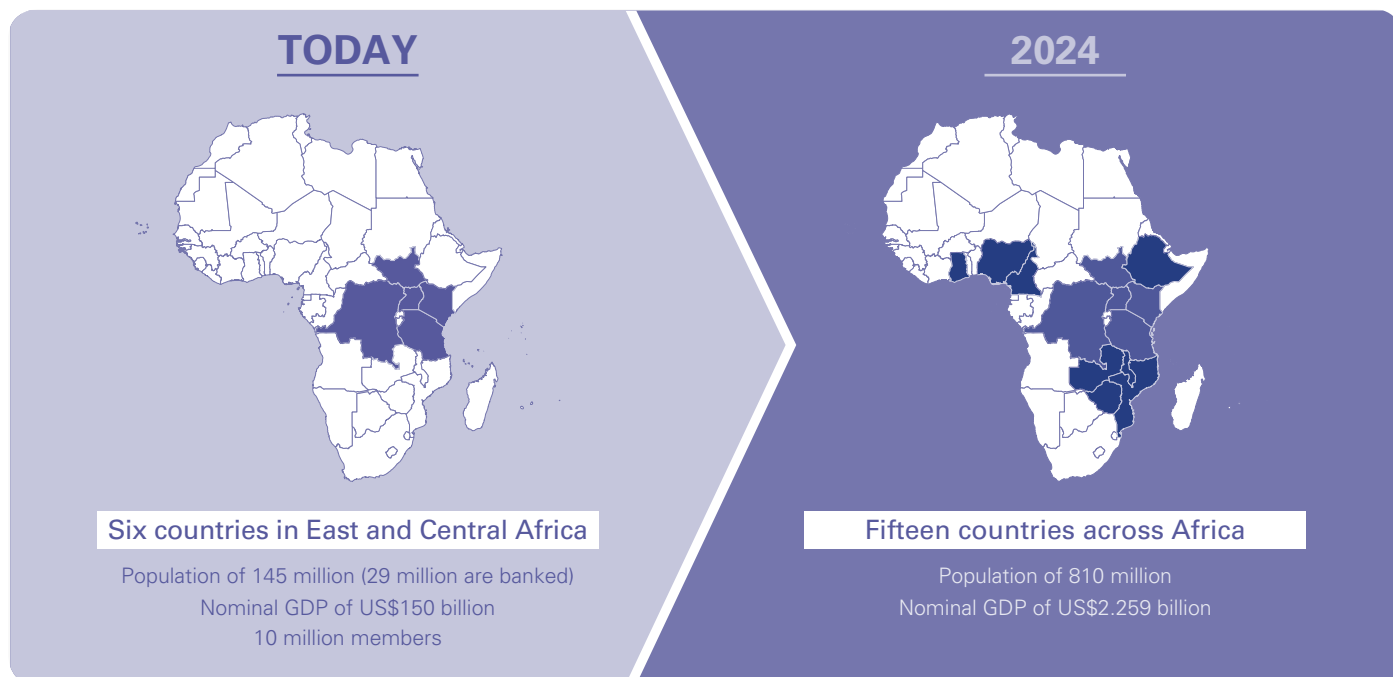 TODAY
Six countries in East and Central Africa
Population of 145 million (29 million are banked)
Nominal GDP of US$150 billion
10 million members
2024
Fifteen countries across Africa
Population of 810 million
Nominal GDP of US$2.259 billion